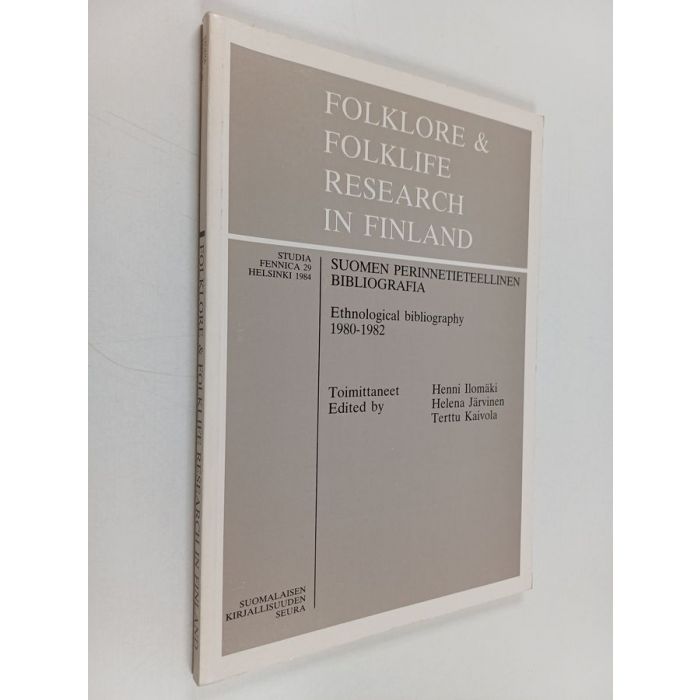 FOLKLORE &
FOLKLIFE
RESEARCH
IN FINLAND
STUDIA
FENNICA 29
HELSINKI 1984
SUOMEN PERINNETIETEELLINEN
BIBLIOGRAFIA
Ethnological bibliography
1980-1982
Toimittaneet
Edited by
Henni Ilomäki
Helena Järvinen
Terttu Kaivola
SUOMALAISEN
KIRJALLISUUDEN
SEURA
FOLKLORE & FOLKLIFE RESEARCH IN FINLAND